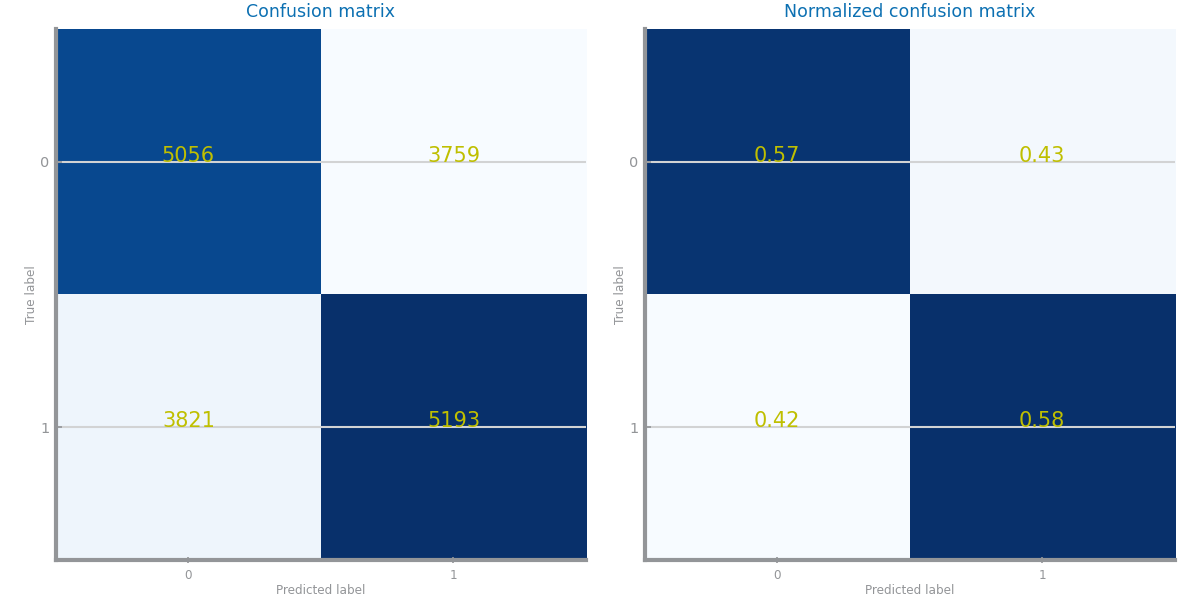 Confusion matrix
0
5056 3759
True label
1
3821 5193
0 1
Predicted label
Normalized confusion matrix
0
0.57 0.43
True label
1
0.42 0.58
0 1
Predicted label